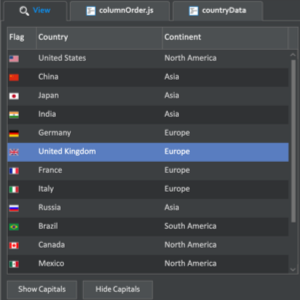 View columnOrder.js countryData
Flag Country Continent
United States North America
China Asia
Japan Asia
India Asia
Germany Europe
United Kingdom Europe
France Europe
Italy Europe
Russia Asia
Brazil South America
Canada North America
Mexico North America
Show Capitals Hide Capitals